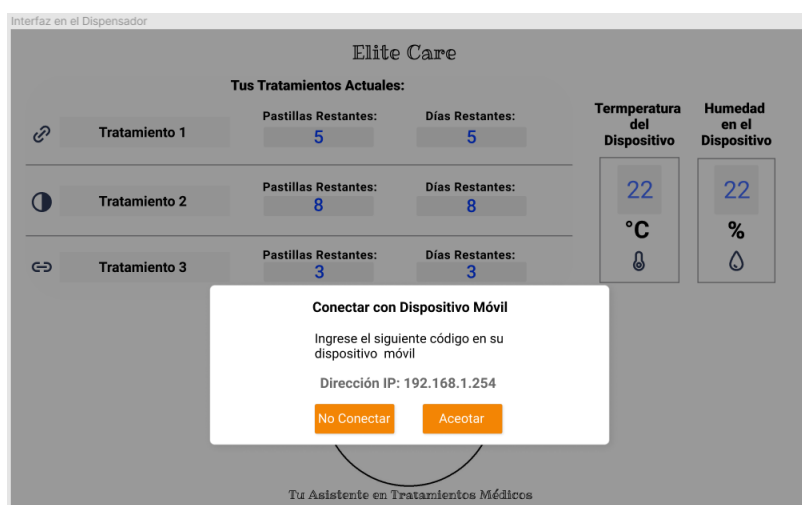 Interfaz en el Dispensador
Elite Care
Tus Tratamientos Actuales:
Termperatura
del
Dispositivo
Humedad
en el
Dispositivo
Pastillas Restantes:
Días Restantes:
Tratamiento 1
5
5
Pastillas Restantes:
Días Restantes:
Tratamiento 2
8
8
22
22
°C
%
Pastillas Restantes:
Días Restantes:
Tratamiento 3
3
3
Conectar con Dispositivo Móvil
Ingrese el siguiente código en su
dispositivo móvil
Dirección IP: 192.168.1.254
No Conectar
Aceotar
Tu Asistente en Tratamientos Médicos